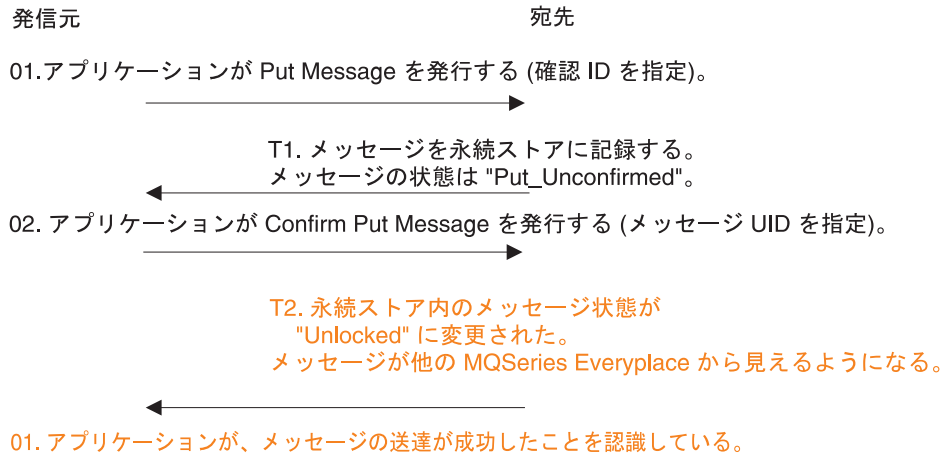 発信元
宛先
01.アプリケーションが Put Message を発行する (確認 ID を指定)。
T1. メッセージを永続ストアに記録する。
メッセージの状態は "Put_Unconfirmed"。
02. アプリケーションが Confirm Put Message を発行する (メッセージ UID を指定)。
T2. 永続ストア内のメッセージ状態が
"Unlocked" に変更された。
メッセージが他の MQSeries Everyplace から見えるようになる。
01. アプリケーションが、メッセージの送達が成功したことを認識している。